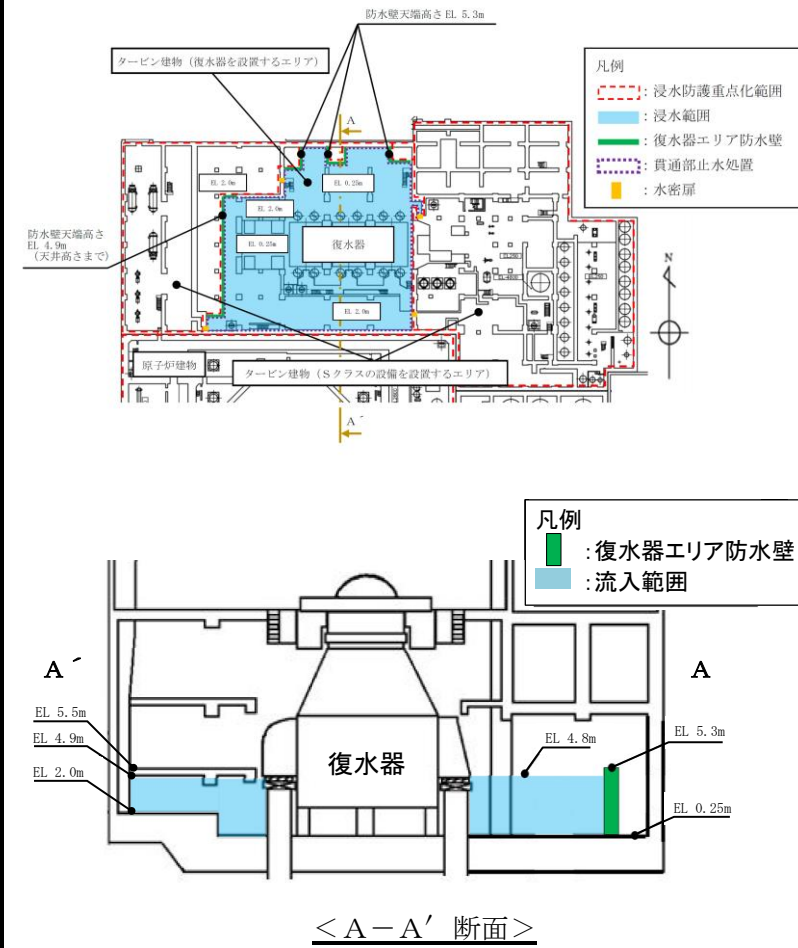 防水壁天端高さ EL 5.3m
タービン建物（復水器を設置するエリア）
A
凡例
：浸水防護重点化範囲
：浸水範囲
：復水器エリア防水壁
：貫通部止水処置
：水密扉
EL 2.0m
EL 0.25m
EL 2.0m
EL 0.25m
復水器
防水壁天端高さ
EL 4.9m
（天井高さまで）
EL 2.0m
N
原子炉建物
タービン建物（Sクラスの設備を設置するエリア）
A´
凡例
：復水器エリア防水壁
：流入範囲
A´
A
EL 5.5m
EL 4.9m
EL 2.0m
復水器
EL 4.8m
EL 5.3m
EL 0.25m
＜A－A′ 断面＞